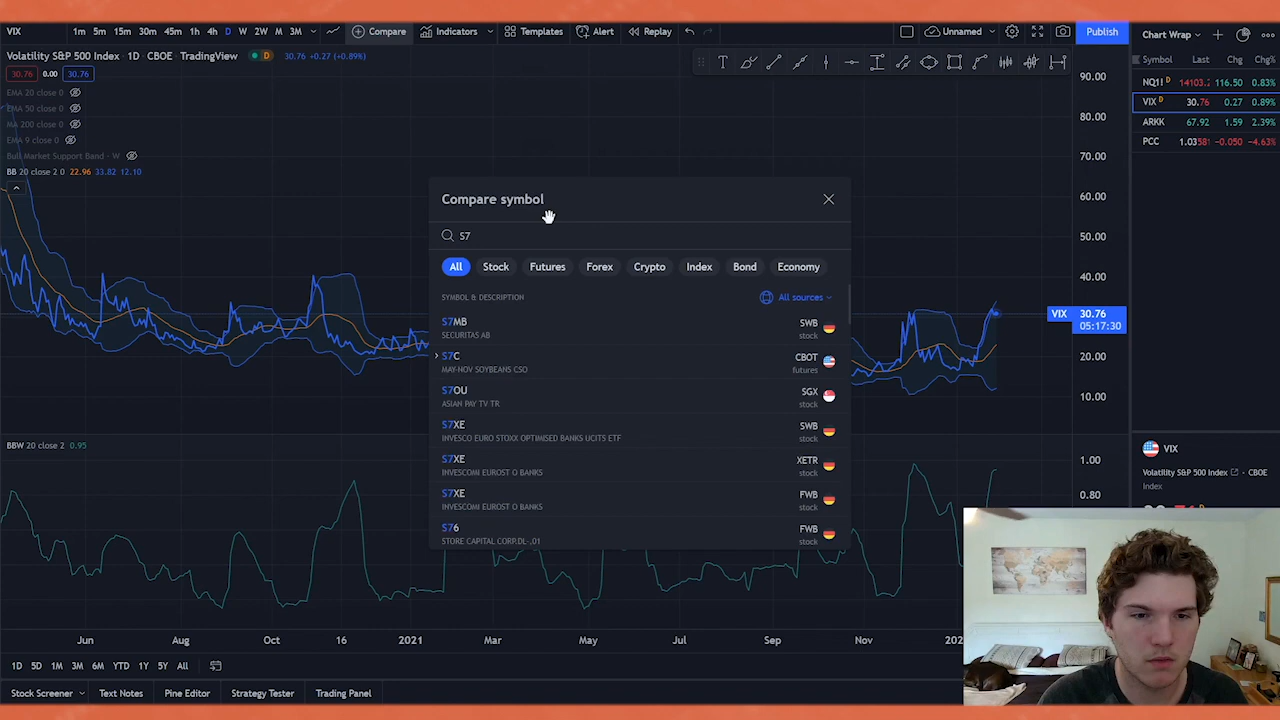 VIX 1m 5m 15m 30m 45m 1h 4h D W 2W M 3M Compare Indicators Templates Alert Replay Unnamed Publish Chart Wrap
Volatility S&P 500 Index · 1D · CBOE · TradingView D 30.76 +0.27 (+0.89%)
30.76 0.00 30.76
EMA 20 close 0
EMA 50 close 0
MA 200 close 0
EMA 9 close 0
Bull Market Support Band · W
BB 20 close 2 0 22.96 33.82 12.10
Symbol Last Chg Chg%
NQ1! D 14103.2 116.50 0.83%
VIX D 30.76 0.27 0.89%
ARKK 67.92 1.59 2.39%
PCC 1.0358 −0.050 −4.63%
90.00
80.00
70.00
60.00
50.00
40.00
VIX 30.76
05:17:30
20.00
10.00
Compare symbol
S7
All Stock Futures Forex Crypto Index Bond Economy
SYMBOL & DESCRIPTION All sources
S7MB SWB
SECURITAS AB stock
S7C CBOT
MAY-NOV SOYBEANS CSO futures
S7OU SGX
ASIAN PAY TV TR stock
S7XE SWB
INVESCO EURO STOXX OPTIMISED BANKS UCITS ETF stock
S7XE XETR
INVESCOMI EUROST O BANKS stock
S7XE FWB
INVESCOMI EUROST O BANKS stock
S76 FWB
STORE CAPITAL CORP.DL-,01 stock
BBW 20 close 2 0.95
1.00
0.80
VIX
Volatility S&P 500 Index · CBOE
Index
Jun Aug Oct 16 2021 Mar May Jul Sep Nov
1D 5D 1M 3M 6M YTD 1Y 5Y All
Stock Screener Text Notes Pine Editor Strategy Tester Trading Panel